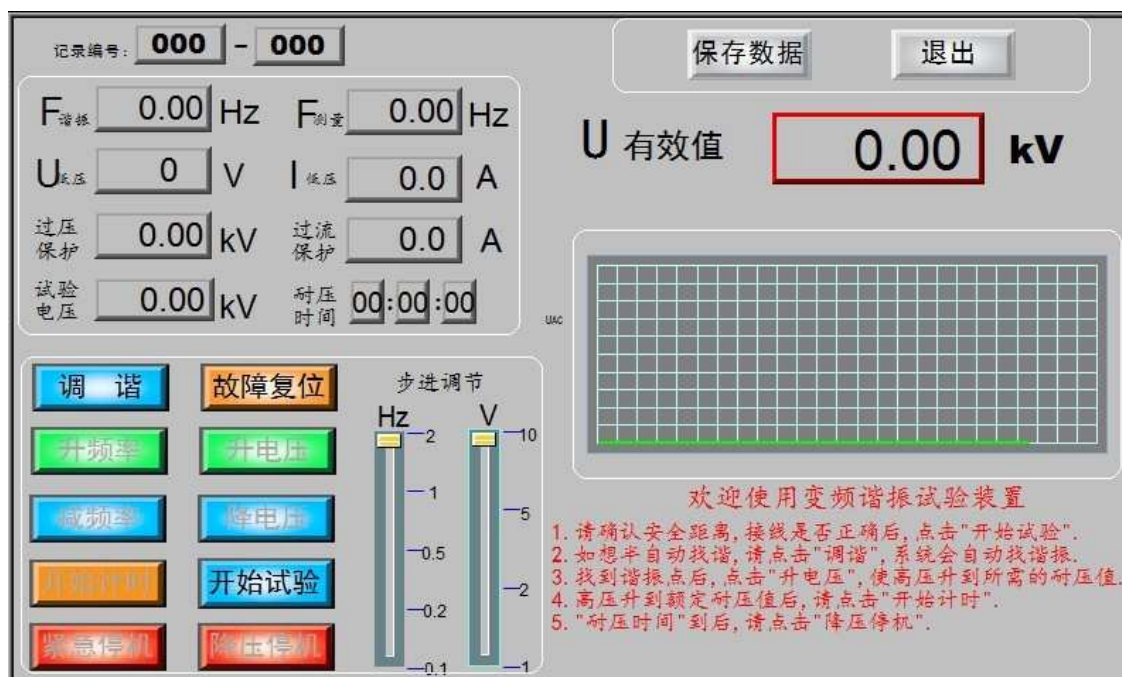 记录编号: 000 - 000
保存数据 退出
F谐振 0.00 Hz F测量 0.00 Hz
U 有效值 0.00 kV
U低压 0 V I低压 0.0 A
过压保护 0.00 kV 过流保护 0.0 A
试验电压 0.00 kV 耐压时间 00:00:00
UAC
调谐 故障复位 步进调节
Hz V
升频率 升电压 2 10
减频率 降电压 1 5
开始计时 开始试验 0.5 2
0.2
紧急停机 降压停机 0.1 1
欢迎使用变频谐振试验装置
1. 请确认安全距离,接线是否正确后,点击"开始试验".
2. 如想半自动找谐,请点击"调谐",系统会自动找谐振.
3. 找到谐振点后,点击"升电压",使高压升到所需的耐压值.
4. 高压升到额定耐压值后,请点击"开始计时".
5. "耐压时间"到后,请点击"降压停机".